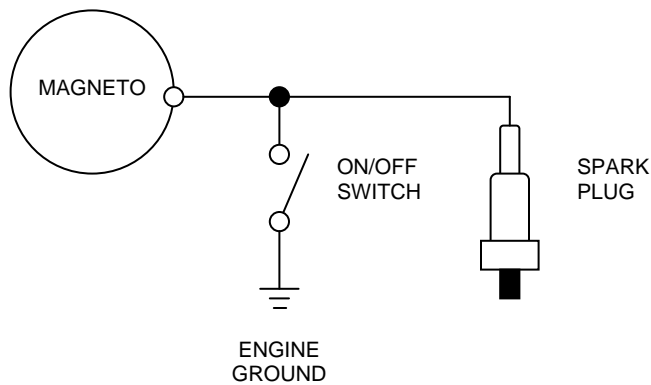 MAGNETO
ON/OFF
SWITCH
SPARK
PLUG
ENGINE
GROUND